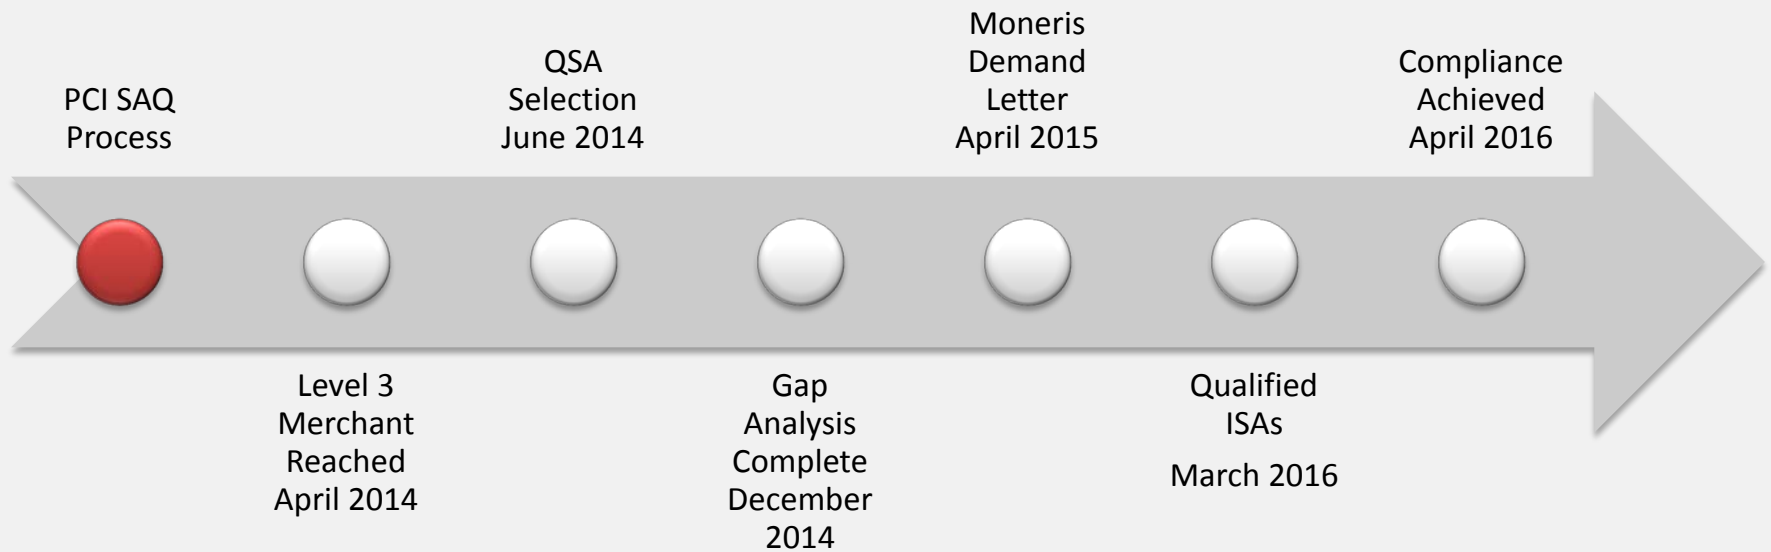 PCI SAQ
Process
Level 3
Merchant
Reached
April 2014
QSA
Selection
June 2014
Gap
Analysis
Complete
December
2014
Moneris
Demand
Letter
April 2015
Qualified
ISAs
March 2016
Compliance
Achieved
April 2016